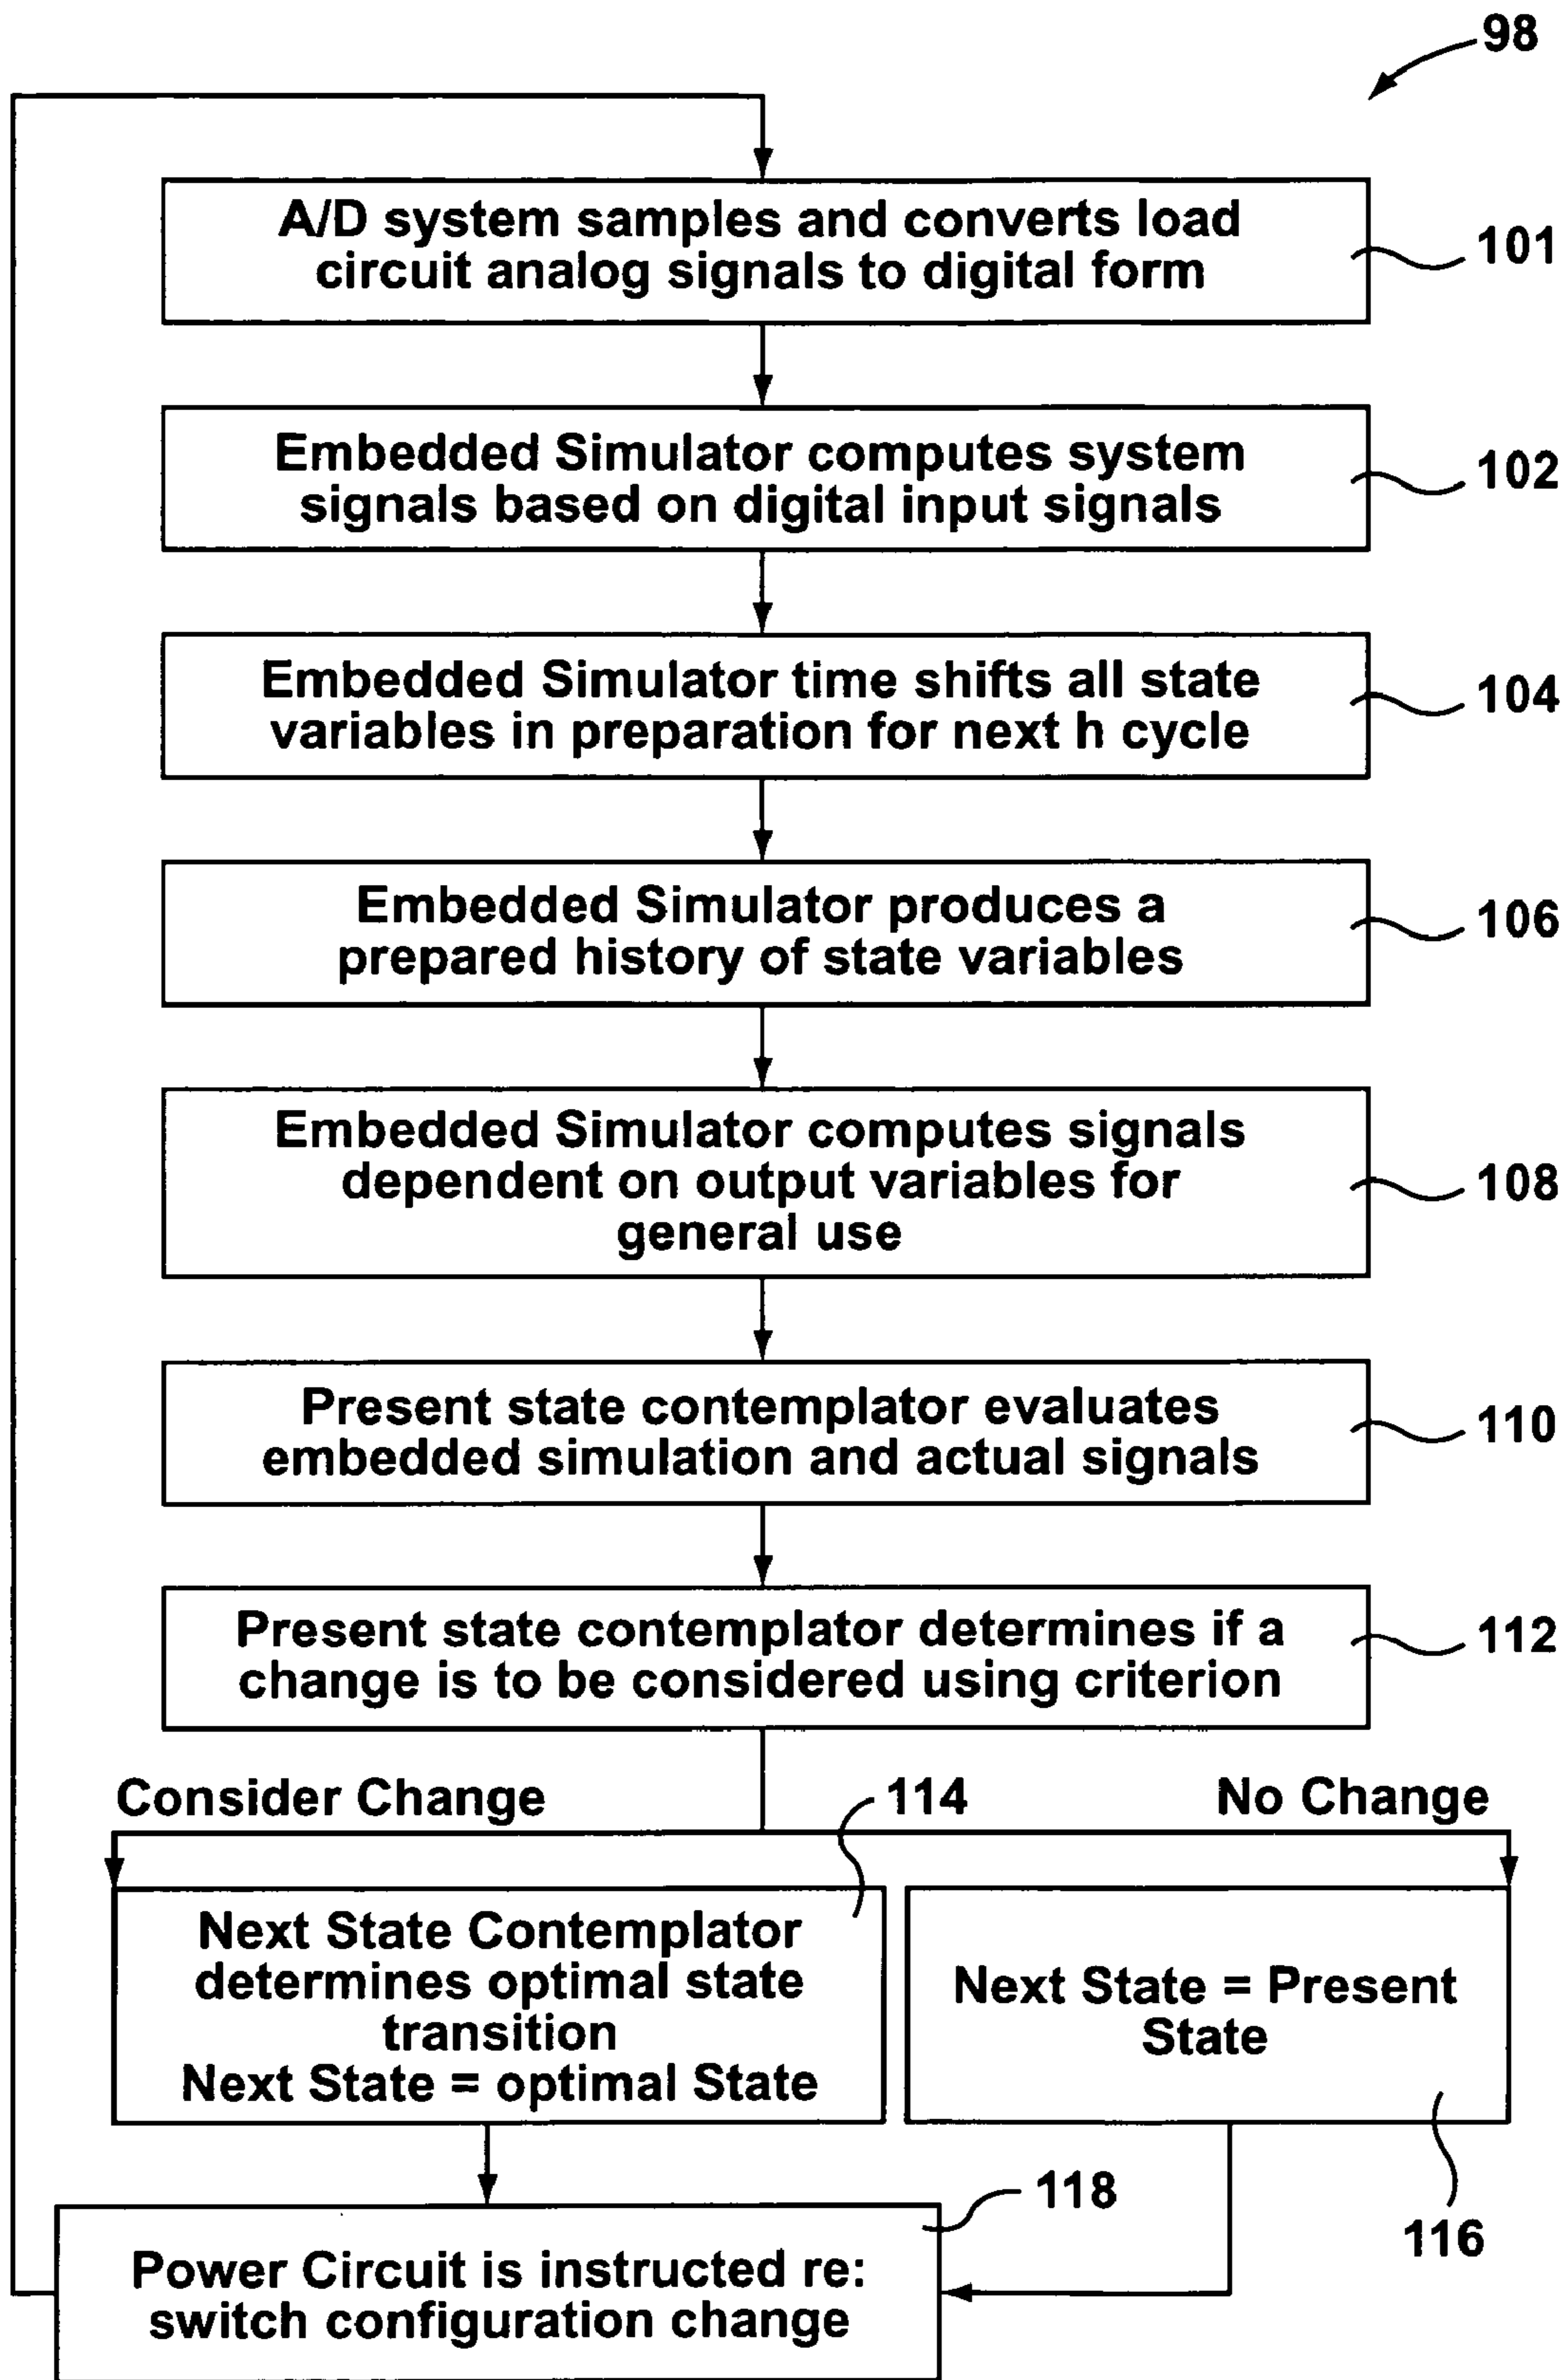 98
A/D system samples and converts load
circuit analog signals to digital form
101
Embedded Simulator computes system
signals based on digital input signals
102
Embedded Simulator time shifts all state
variables in preparation for next h cycle
104
Embedded Simulator produces a
prepared history of state variables
106
Embedded Simulator computes signals
dependent on output variables for
general use
108
Present state contemplator evaluates
embedded simulation and actual signals
110
Present state contemplator determines if a
change is to be considered using criterion
112
Consider Change
114
No Change
Next State Contemplator
determines optimal state
transition
Next State = optimal State
Next State = Present
State
116
118
Power Circuit is instructed re:
switch configuration change